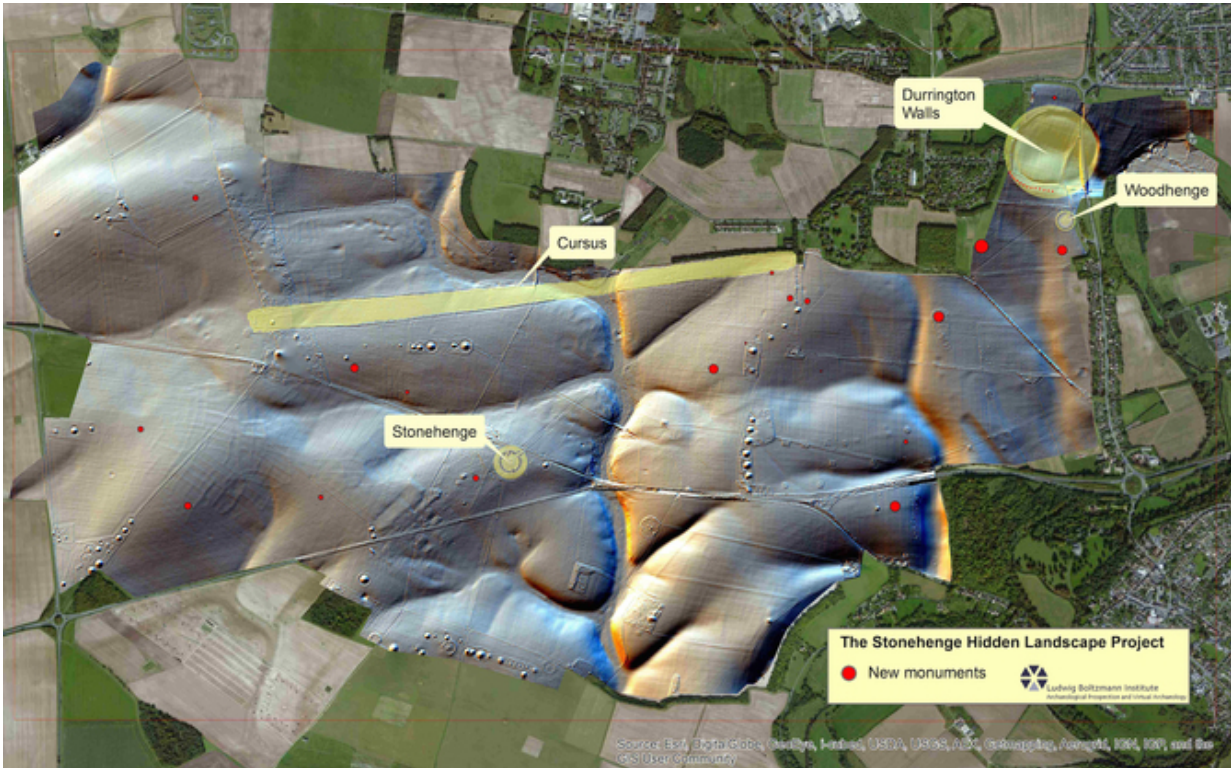 Durrington
Walls
Woodhenge
Cursus
Stonehenge
The Stonehenge Hidden Landscape Project
New monuments
Ludwig Boltzmann Institute
Archaeological Prospection and Virtual Archaeology
Source: Esri, DigitalGlobe, GeoEye, i-cubed, USDA, USGS, AEX, Getmapping, Aerogrid, IGN, IGP, and the
GIS User Community